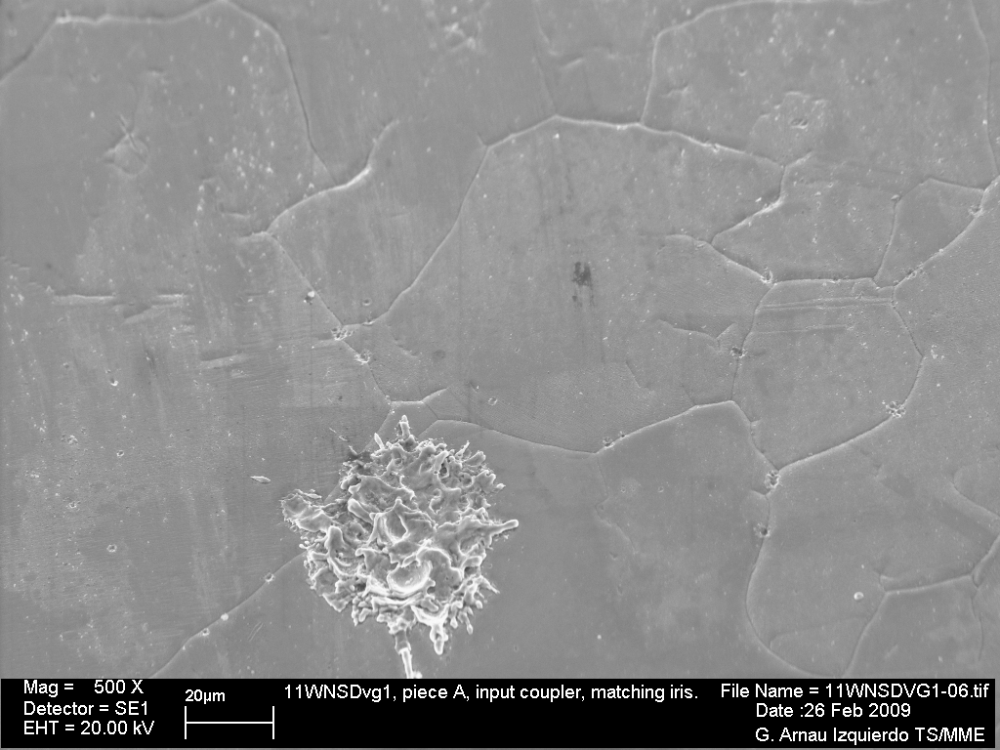 Mag = 500 X
Detector = SE1
EHT = 20.00 kV
20µm
11WNSDvg1, piece A, input coupler, matching iris.
File Name = 11WNSDVG1-06.tif
Date :26 Feb 2009
G. Arnau Izquierdo TS/MME